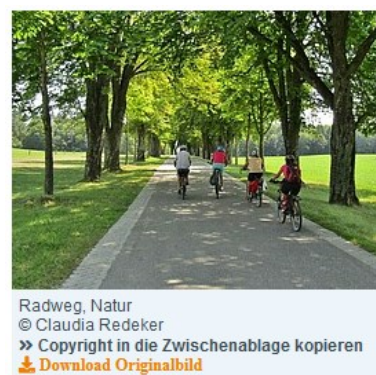 Radweg, Natur
© Claudia Redeker
» Copyright in die Zwischenablage kopieren
Download Originalbild